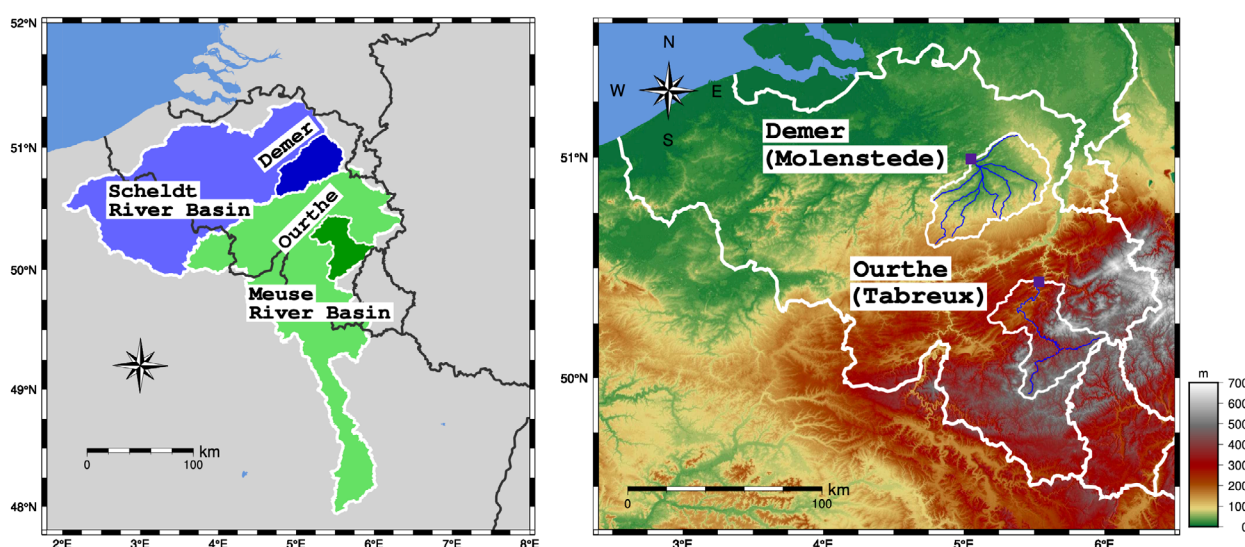 52°N
51°N
50°N
49°N
48°N
2°E
3°E
4°E
5°E
6°E
7°E
8°E
Demer
Scheldt
River Basin
Ourthe
Meuse
River Basin
km
0
100
N
W
E
S
Demer
(Molenstede)
51°N
Ourthe
(Tabreux)
50°N
km
0
100
3°E
4°E
5°E
6°E
m
700
600
500
400
300
200
100
0